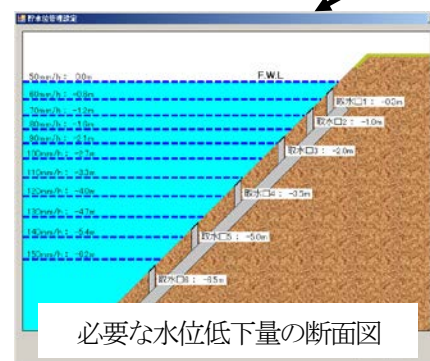 貯水位管理設定
F.W.L
50mm/h： 0.0m
60mm/h： -0.6m
70mm/h： -1.2m
80mm/h： -1.6m
90mm/h： -2.1m
100mm/h： -2.7m
110mm/h： -3.3m
120mm/h： -4.0m
130mm/h： -4.7m
140mm/h： -5.4m
150mm/h： -6.2m
取水口1： -0.3m
取水口2： -1.0m
取水口3： -2.0m
取水口4： -3.5m
取水口5： -5.0m
取水口6： -6.5m
必要な水位低下量の断面図